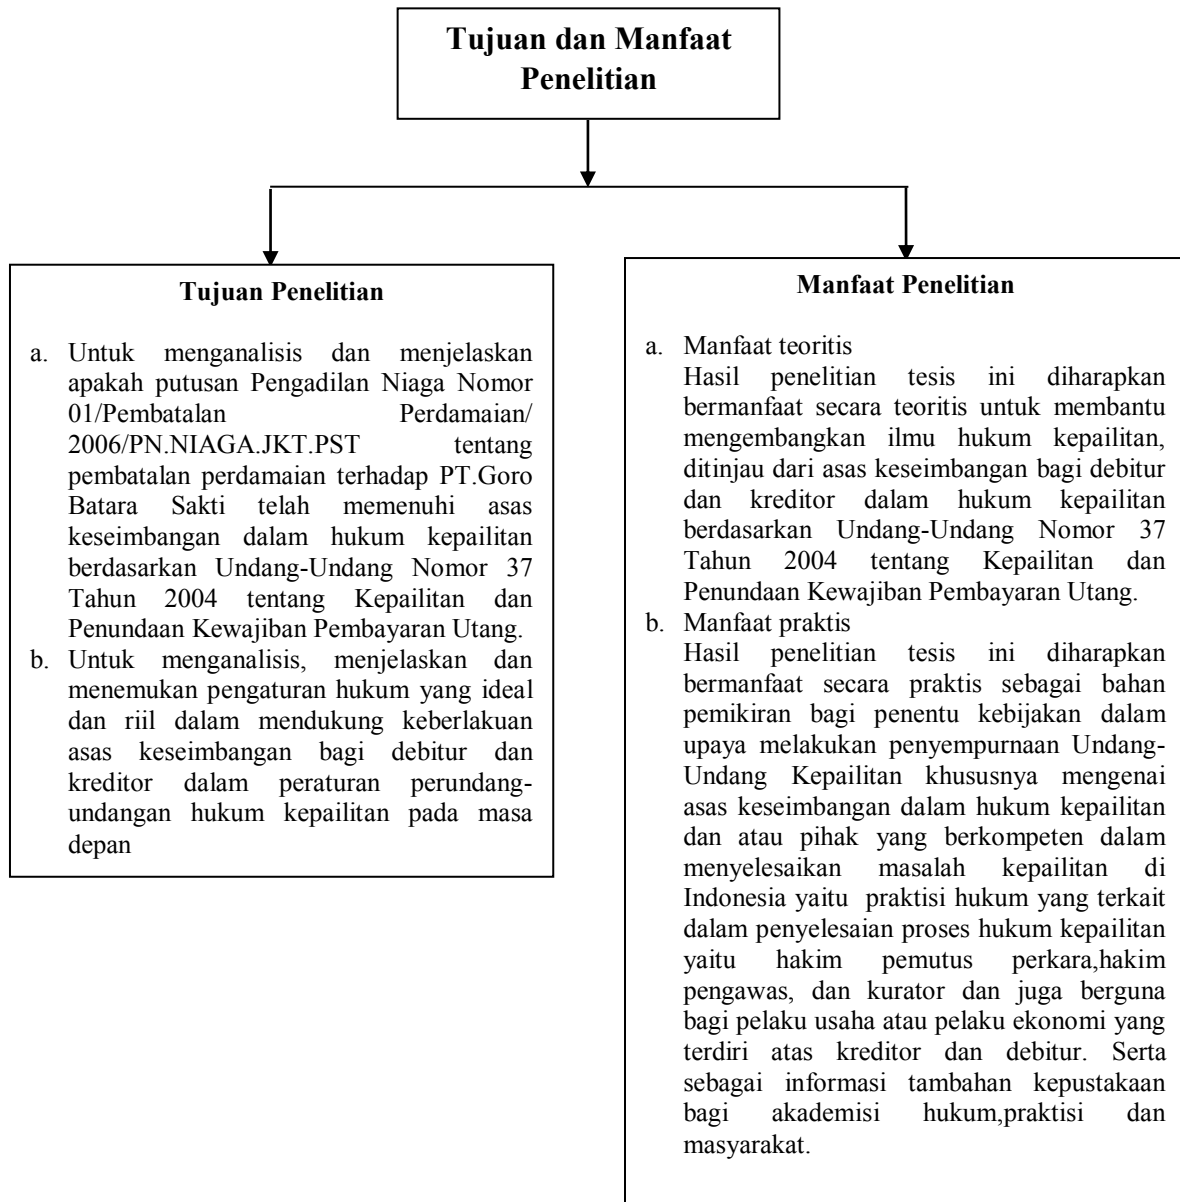 Tujuan dan Manfaat
Penelitian
Tujuan Penelitian
a. Untuk menganalisis dan menjelaskan
apakah putusan Pengadilan Niaga Nomor
01/Pembatalan Perdamaian/
2006/PN.NIAGA.JKT.PST tentang
pembatalan perdamaian terhadap PT.Goro
Batara Sakti telah memenuhi asas
keseimbangan dalam hukum kepailitan
berdasarkan Undang-Undang Nomor 37
Tahun 2004 tentang Kepailitan dan
Penundaan Kewajiban Pembayaran Utang.
b. Untuk menganalisis, menjelaskan dan
menemukan pengaturan hukum yang ideal
dan riil dalam mendukung keberlakuan
asas keseimbangan bagi debitur dan
kreditor dalam peraturan perundang-
undangan hukum kepailitan pada masa
depan
Manfaat Penelitian
a. Manfaat teoritis
Hasil penelitian tesis ini diharapkan
bermanfaat secara teoritis untuk membantu
mengembangkan ilmu hukum kepailitan,
ditinjau dari asas keseimbangan bagi debitur
dan kreditor dalam hukum kepailitan
berdasarkan Undang-Undang Nomor 37
Tahun 2004 tentang Kepailitan dan
Penundaan Kewajiban Pembayaran Utang.
b. Manfaat praktis
Hasil penelitian tesis ini diharapkan
bermanfaat secara praktis sebagai bahan
pemikiran bagi penentu kebijakan dalam
upaya melakukan penyempurnaan Undang-
Undang Kepailitan khususnya mengenai
asas keseimbangan dalam hukum kepailitan
dan atau pihak yang berkompeten dalam
menyelesaikan masalah kepailitan di
Indonesia yaitu praktisi hukum yang terkait
dalam penyelesaian proses hukum kepailitan
yaitu hakim pemutus perkara,hakim
pengawas, dan kurator dan juga berguna
bagi pelaku usaha atau pelaku ekonomi yang
terdiri atas kreditor dan debitur. Serta
sebagai informasi tambahan kepustakaan
bagi akademisi hukum,praktisi dan
masyarakat.